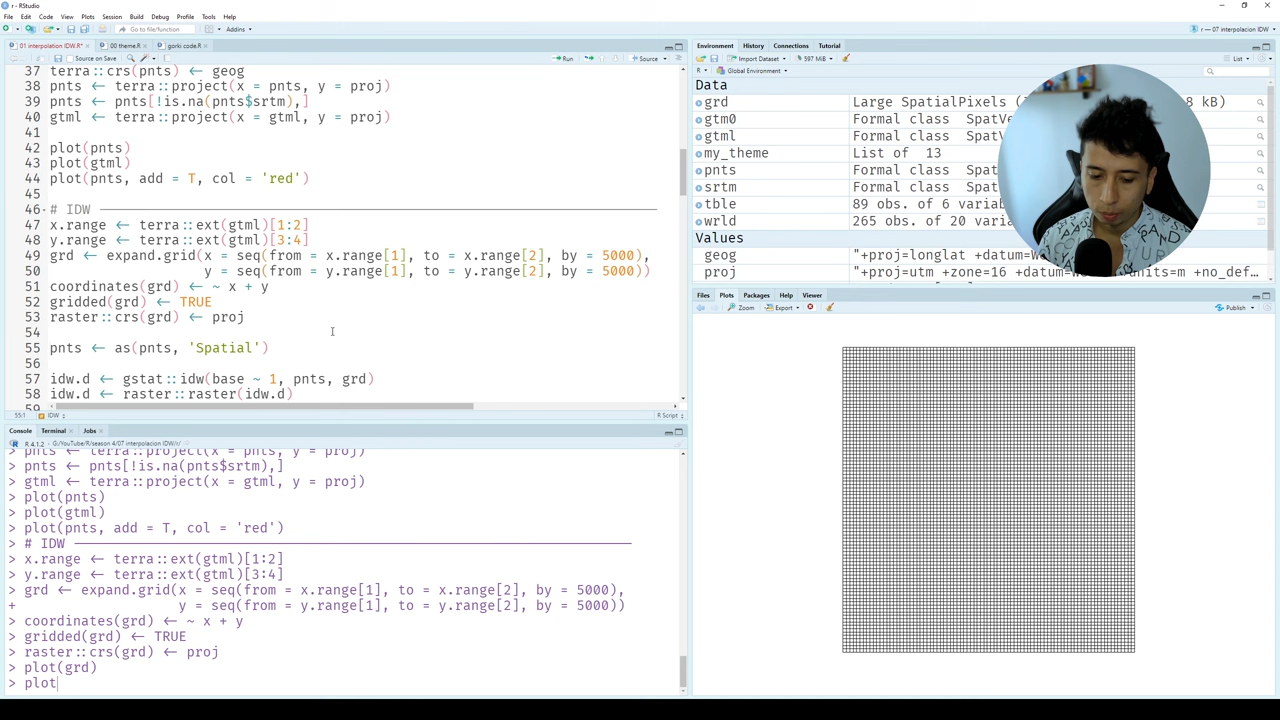 r - RStudio
File Edit Code View Plots Session Build Debug Profile Tools Help
Go to file/function Addins r — 07 interpolacion IDW
01 interpolation IDW.R* 00 theme.R gorki code.R
Source on Save Run Source
37 terra::crs(pnts) ← geog
38 pnts ← terra::project(x = pnts, y = proj)
39 pnts ← pnts[!is.na(pnts$srtm),]
40 gtml ← terra::project(x = gtml, y = proj)
41
42 plot(pnts)
43 plot(gtml)
44 plot(pnts, add = T, col = 'red')
45
46 # IDW
47 x.range ← terra::ext(gtml)[1:2]
48 y.range ← terra::ext(gtml)[3:4]
49 grd ← expand.grid(x = seq(from = x.range[1], to = x.range[2], by = 5000),
50 y = seq(from = y.range[1], to = y.range[2], by = 5000))
51 coordinates(grd) ← ~ x + y
52 gridded(grd) ← TRUE
53 raster::crs(grd) ← proj
54
55 pnts ← as(pnts, 'Spatial')
56
57 idw.d ← gstat::idw(base ~ 1, pnts, grd)
58 idw.d ← raster::raster(idw.d)
59
55:1 IDW R Script
Console Terminal Jobs
R 4.1.2 · G:/YouTube/R/season 4/07 interpolacion IDW/r/
> pnts ← terra::project(x = pnts, y = proj)
> pnts ← pnts[!is.na(pnts$srtm),]
> gtml ← terra::project(x = gtml, y = proj)
> plot(pnts)
> plot(gtml)
> plot(pnts, add = T, col = 'red')
> # IDW
> x.range ← terra::ext(gtml)[1:2]
> y.range ← terra::ext(gtml)[3:4]
> grd ← expand.grid(x = seq(from = x.range[1], to = x.range[2], by = 5000),
+ y = seq(from = y.range[1], to = y.range[2], by = 5000))
> coordinates(grd) ← ~ x + y
> gridded(grd) ← TRUE
> raster::crs(grd) ← proj
> plot(grd)
> plot
Environment History Connections Tutorial
Import Dataset 597 MiB List
R Global Environment
Data
grd Large SpatialPixels
gtm0 Formal class
gtml Formal class
my_theme List of 13
pnts Formal class
srtm Formal class
tble 89 obs. of 6
wrld 265 obs. of 20
Values
geog "+proj=longlat
proj "+proj=utm +zone=16
Files Plots Packages Help Viewer
Zoom Export Publish